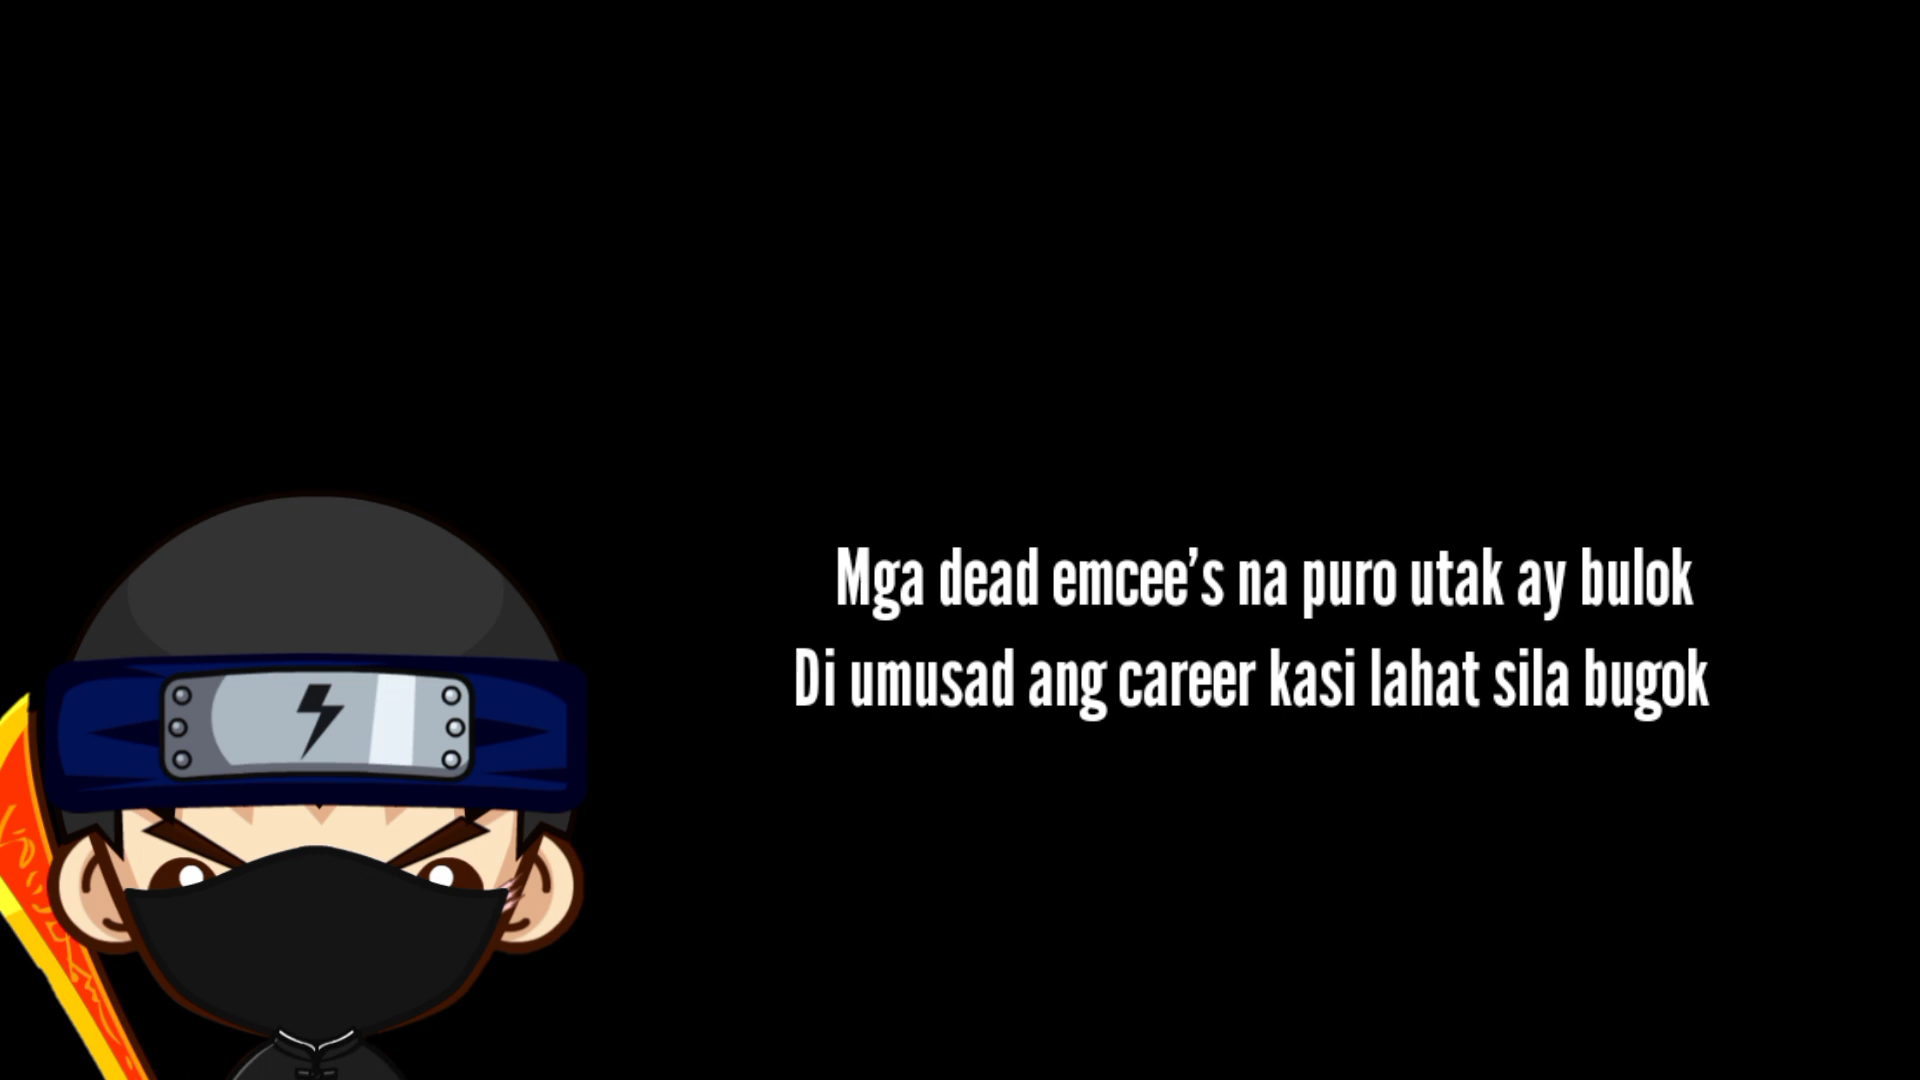 Mga dead emcee’s na puro utak ay bulok
Di umusad ang career kasi lahat sila bugok